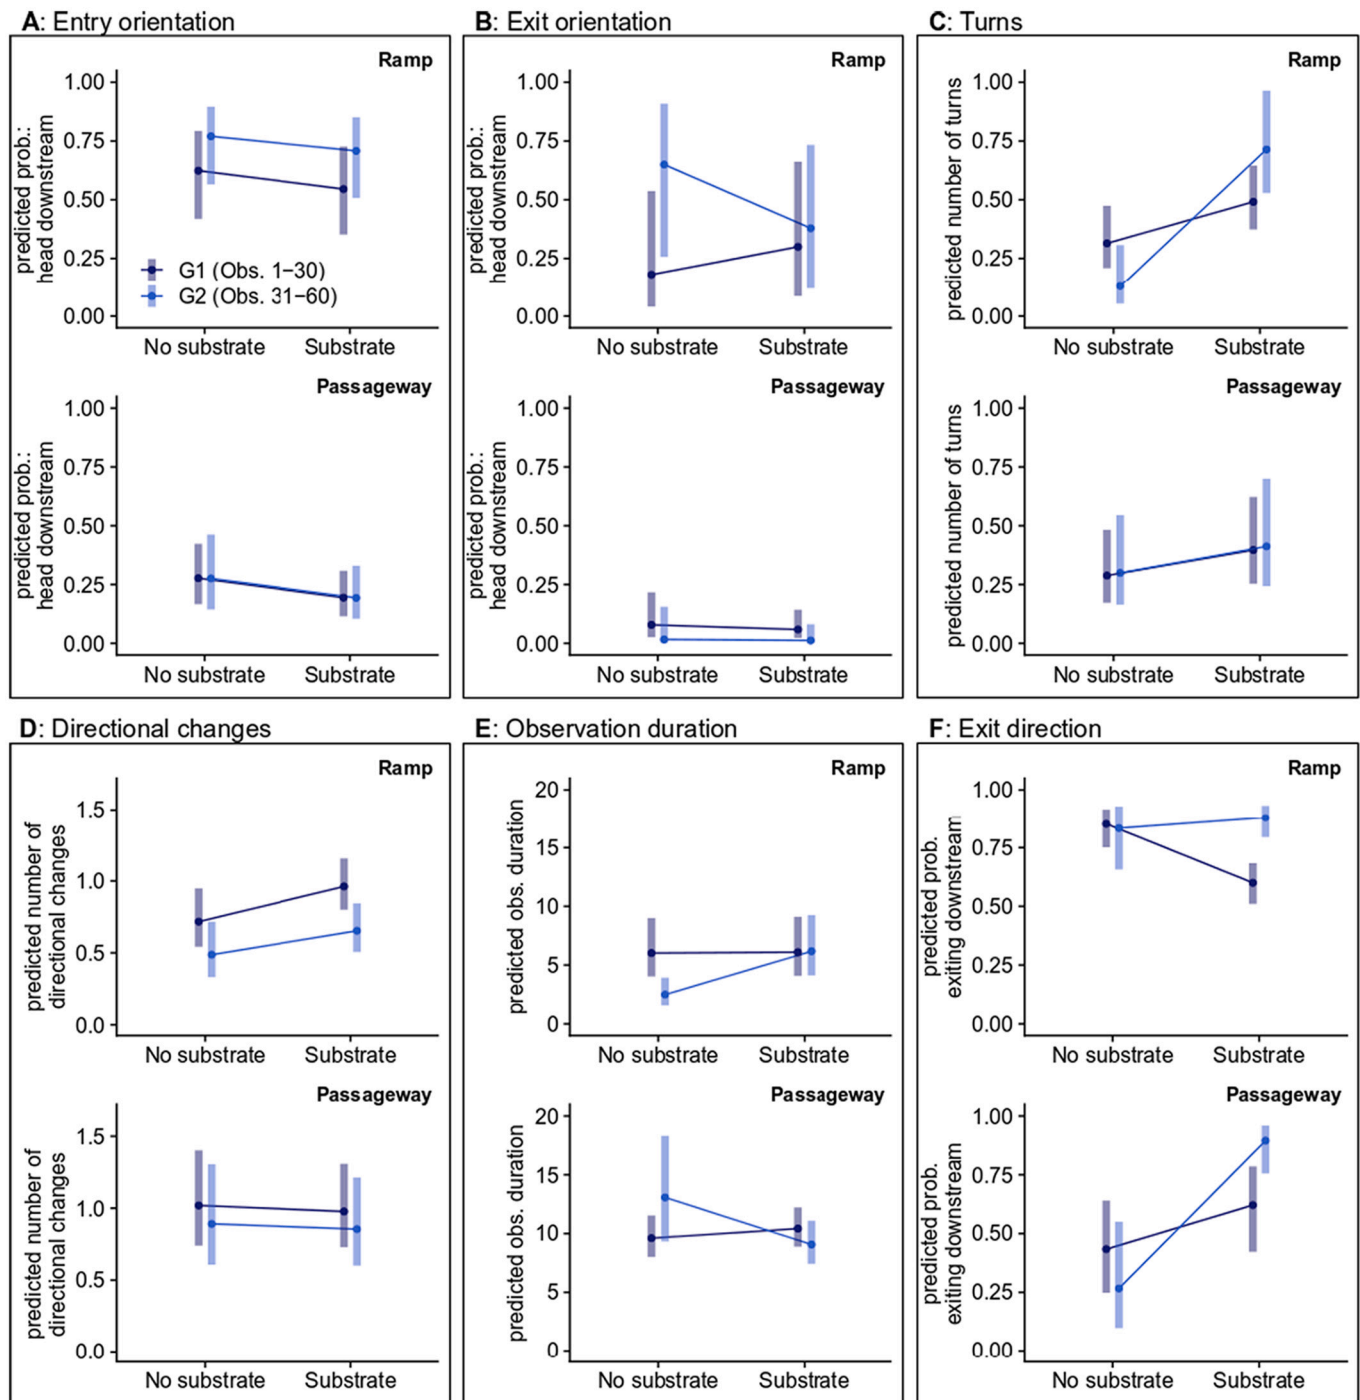 A: Entry orientation
Ramp
1.00
0.75
0.50
0.25
0.00
predicted prob.:
head downstream
G1 (Obs. 1–30)
G2 (Obs. 31–60)
No substrate
Substrate
Passageway
1.00
0.75
0.50
0.25
0.00
predicted prob.:
head downstream
No substrate
Substrate
B: Exit orientation
Ramp
1.00
0.75
0.50
0.25
0.00
predicted prob.:
head downstream
No substrate
Substrate
Passageway
1.00
0.75
0.50
0.25
0.00
predicted prob.:
head downstream
No substrate
Substrate
C: Turns
Ramp
1.00
0.75
0.50
0.25
0.00
predicted number of turns
No substrate
Substrate
Passageway
1.00
0.75
0.50
0.25
0.00
predicted number of turns
No substrate
Substrate
D: Directional changes
Ramp
1.5
1.0
0.5
0.0
predicted number of
directional changes
No substrate
Substrate
Passageway
1.5
1.0
0.5
0.0
predicted number of
directional changes
No substrate
Substrate
E: Observation duration
Ramp
20
15
10
5
0
predicted obs. duration
No substrate
Substrate
Passageway
20
15
10
5
0
predicted obs. duration
No substrate
Substrate
F: Exit direction
Ramp
1.00
0.75
0.50
0.25
0.00
predicted prob.
exiting downstream
No substrate
Substrate
Passageway
1.00
0.75
0.50
0.25
0.00
predicted prob.
exiting downstream
No substrate
Substrate